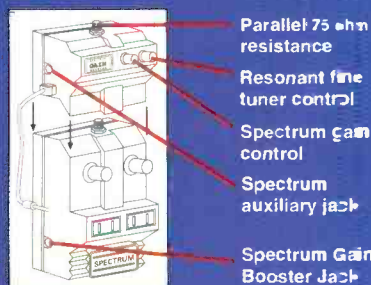 Parallel 75 ohm
resistance
Resonant fine
tuner control
Spectrum gain
control
Spectrum
auxiliary jack
Spectrum Gain
Booster Jack
GAIN
SPECTRUM